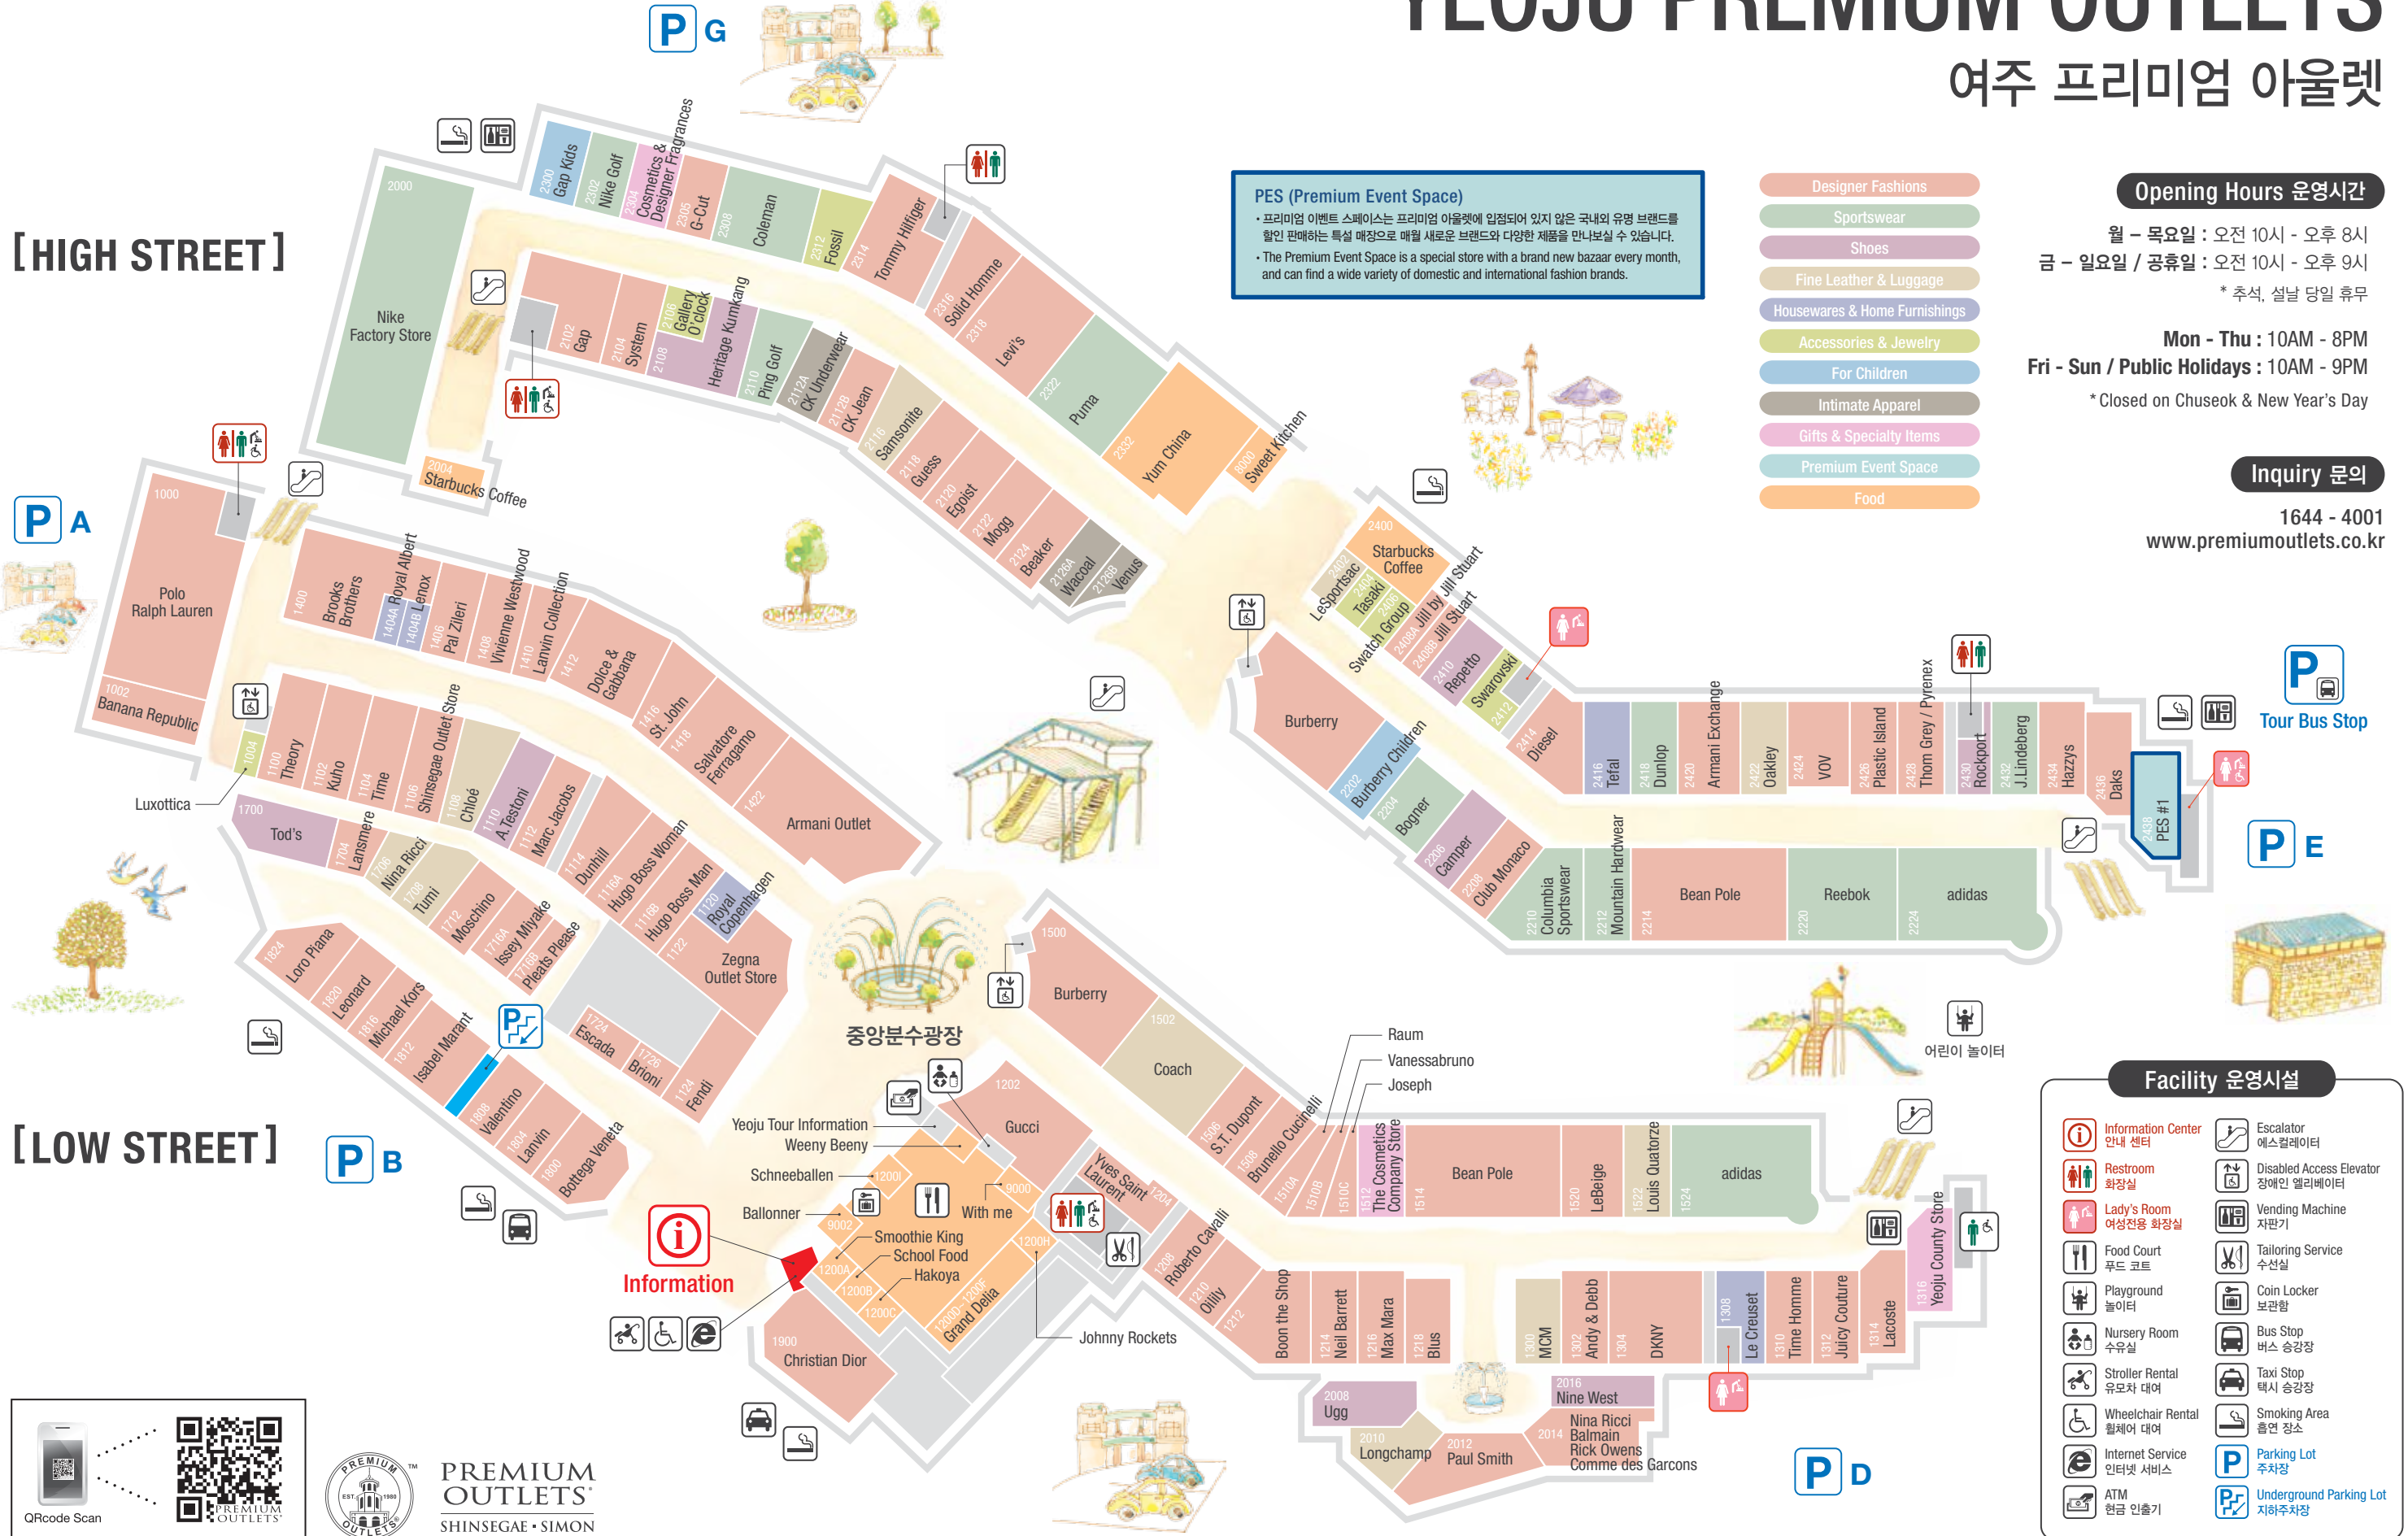 YEOJU PREMIUM OUTLETS
여주 프리미엄 아울렛
P G
[HIGH STREET]
PES (Premium Event Space)
• 프리미엄 이벤트 스페이스는 프리미엄 아울렛에 입점되어 있지 않은 국내외 유명 브랜드를
할인 판매하는 특설 매장으로 매월 새로운 브랜드와 다양한 제품을 만나보실 수 있습니다.
• The Premium Event Space is a special store with a brand new bazaar every month,
and can find a wide variety of domestic and international fashion brands.
Designer Fashions
Sportswear
Shoes
Fine Leather & Luggage
Housewares & Home Furnishings
Accessories & Jewelry
For Children
Intimate Apparel
Gifts & Specialty Items
Premium Event Space
Food
Opening Hours 운영시간
월 – 목요일 : 오전 10시 - 오후 8시
금 – 일요일 / 공휴일 : 오전 10시 - 오후 9시
* 추석, 설날 당일 휴무
Mon - Thu : 10AM - 8PM
Fri - Sun / Public Holidays : 10AM - 9PM
* Closed on Chuseok & New Year's Day
Inquiry 문의
1644 - 4001
www.premiumoutlets.co.kr
2000
Nike
Factory Store
2004
Starbucks Coffee
2300 Gap Kids
2302 Nike Golf
2304 Cosmetics &
Designer Fragrances
2305 G-Cut
2308 Coleman
2312 Fossil
2314 Tommy Hilfiger
2316 Solid Homme
2318 Levi's
2322 Puma
2332 Yum China
8000 Sweet Kitchen
2102 Gap
2104 System
2106 Gallery
O'clock
2108 Heritage Kumkang
2110 Ping Golf
2112A CK Underwear
2112B CK Jean
2116 Samsonite
2118 Guess
2120 Egoist
2122 Mogg
2124 Beaker
2126A Wacoal
2126B Venus
2400
Starbucks
Coffee
2402 LeSportsac
2404 Tasaki
2406 Swatch Group
2408A Jill by Jill Stuart
2408B Jill Stuart
2410 Repetto
2412 Swarovski
2414 Diesel
2416 Tefal
2418 Dunlop
2420 Armani Exchange
2422 Oakley
2424 VOV
2426 Plastic Island
2428 Thom Grey / Pyrenex
2430 Rockport
2432 J.Lindeberg
2434 Hazzys
2436 Daks
2438 PES #1
Burberry
2202 Burberry Children
2204 Bogner
2206 Camper
2208 Club Monaco
2210 Columbia
Sportswear
2212 Mountain Hardwear
2214 Bean Pole
2220 Reebok
2224 adidas
P
Tour Bus Stop
P E
P A
1000
Polo
Ralph Lauren
1002
Banana Republic
1004
Luxottica
1400 Brooks
Brothers
1404A Royal Albert
1404B Lenox
1406 Pal Zileri
1408 Vivienne Westwood
1410 Lanvin Collection
1412 Dolce &
Gabbana
1416 St. John
1418 Salvatore
Ferragamo
1422 Armani Outlet
1100 Theory
1102 Kuho
1104 Time
1106 Shinsegae Outlet Store
1108 Chloé
1110 A.Testoni
1112 Marc Jacobs
1114 Dunhill
1116A Hugo Boss Woman
1116B Hugo Boss Man
1120 Royal
Copenhagen
1122 Zegna
Outlet Store
1124 Fendi
1700
Tod's
1704 Lansmere
1706 Nina Ricci
1708 Tumi
1712 Moschino
1716A Issey Miyake
1716B Pleats Please
1724 Escada
1726 Brioni
1824 Loro Piana
1820 Leonard
1816 Michael Kors
1812 Isabel Marant
P
1808 Valentino
1804 Lanvin
1800 Bottega Veneta
중앙분수광장
[LOW STREET]
P B
1500
Burberry
1502
Coach
1506 S.T. Dupont
1508 Brunello Cucinelli
Raum
Vanessabruno
Joseph
1510A
1510B
1510C
1512 The Cosmetics
Company Store
1514 Bean Pole
1520 LeBeige
1522 Louis Quatorze
1524 adidas
어린이 놀이터
1202
Gucci
Yeoju Tour Information
Weeny Beeny
Schneeballen
1200I
Ballonner
9002
With me
9000
Smoothie King
1200A
School Food
1200B
Hakoya
1200C
1200D~1200F
Grand Delia
1200H
Johnny Rockets
i
Information
1900
Christian Dior
Yves Saint
Laurent 1204
1208 Roberto Cavalli
1210 Oilily
1212 Boon the Shop
1214 Neil Barrett
1216 Max Mara
1218 Blus
1300 MCM
1302 Andy & Debb
1304 DKNY
1308 Le Creuset
1310 Time Homme
1312 Juicy Couture
1314 Lacoste
1316 Yeoju County Store
2008
Ugg
2010
Longchamp
2012
Paul Smith
2014
Nina Ricci
Balmain
Rick Owens
Comme des Garcons
2016
Nine West
P D
Facility 운영시설
Information Center
안내 센터
Restroom
화장실
Lady's Room
여성전용 화장실
Food Court
푸드 코트
Playground
놀이터
Nursery Room
수유실
Stroller Rental
유모차 대여
Wheelchair Rental
휠체어 대여
Internet Service
인터넷 서비스
ATM
현금 인출기
Escalator
에스컬레이터
Disabled Access Elevator
장애인 엘리베이터
Vending Machine
자판기
Tailoring Service
수선실
Coin Locker
보관함
Bus Stop
버스 승강장
Taxi Stop
택시 승강장
Smoking Area
흡연 장소
P Parking Lot
주차장
P Underground Parking Lot
지하주차장
QRcode Scan
PREMIUM
OUTLETS
PREMIUM
EST. 1980
OUTLETS
TM
PREMIUM
OUTLETS
SHINSEGAE ▪ SIMON